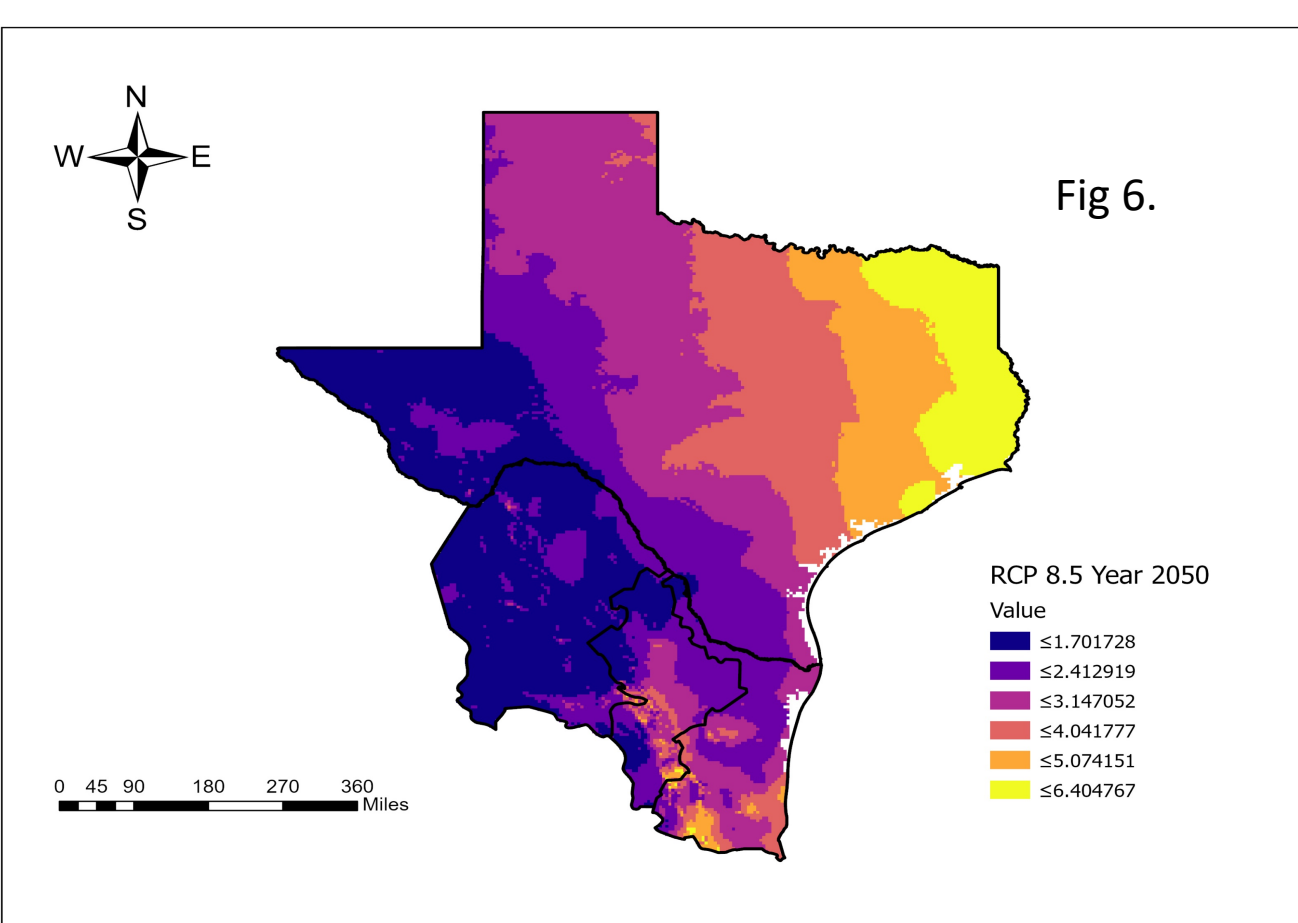 N
W E
S
Fig 6.
RCP 8.5 Year 2050
Value
≤1.701728
≤2.412919
≤3.147052
≤4.041777
≤5.074151
≤6.404767
0 45 90 180 270 360
Miles